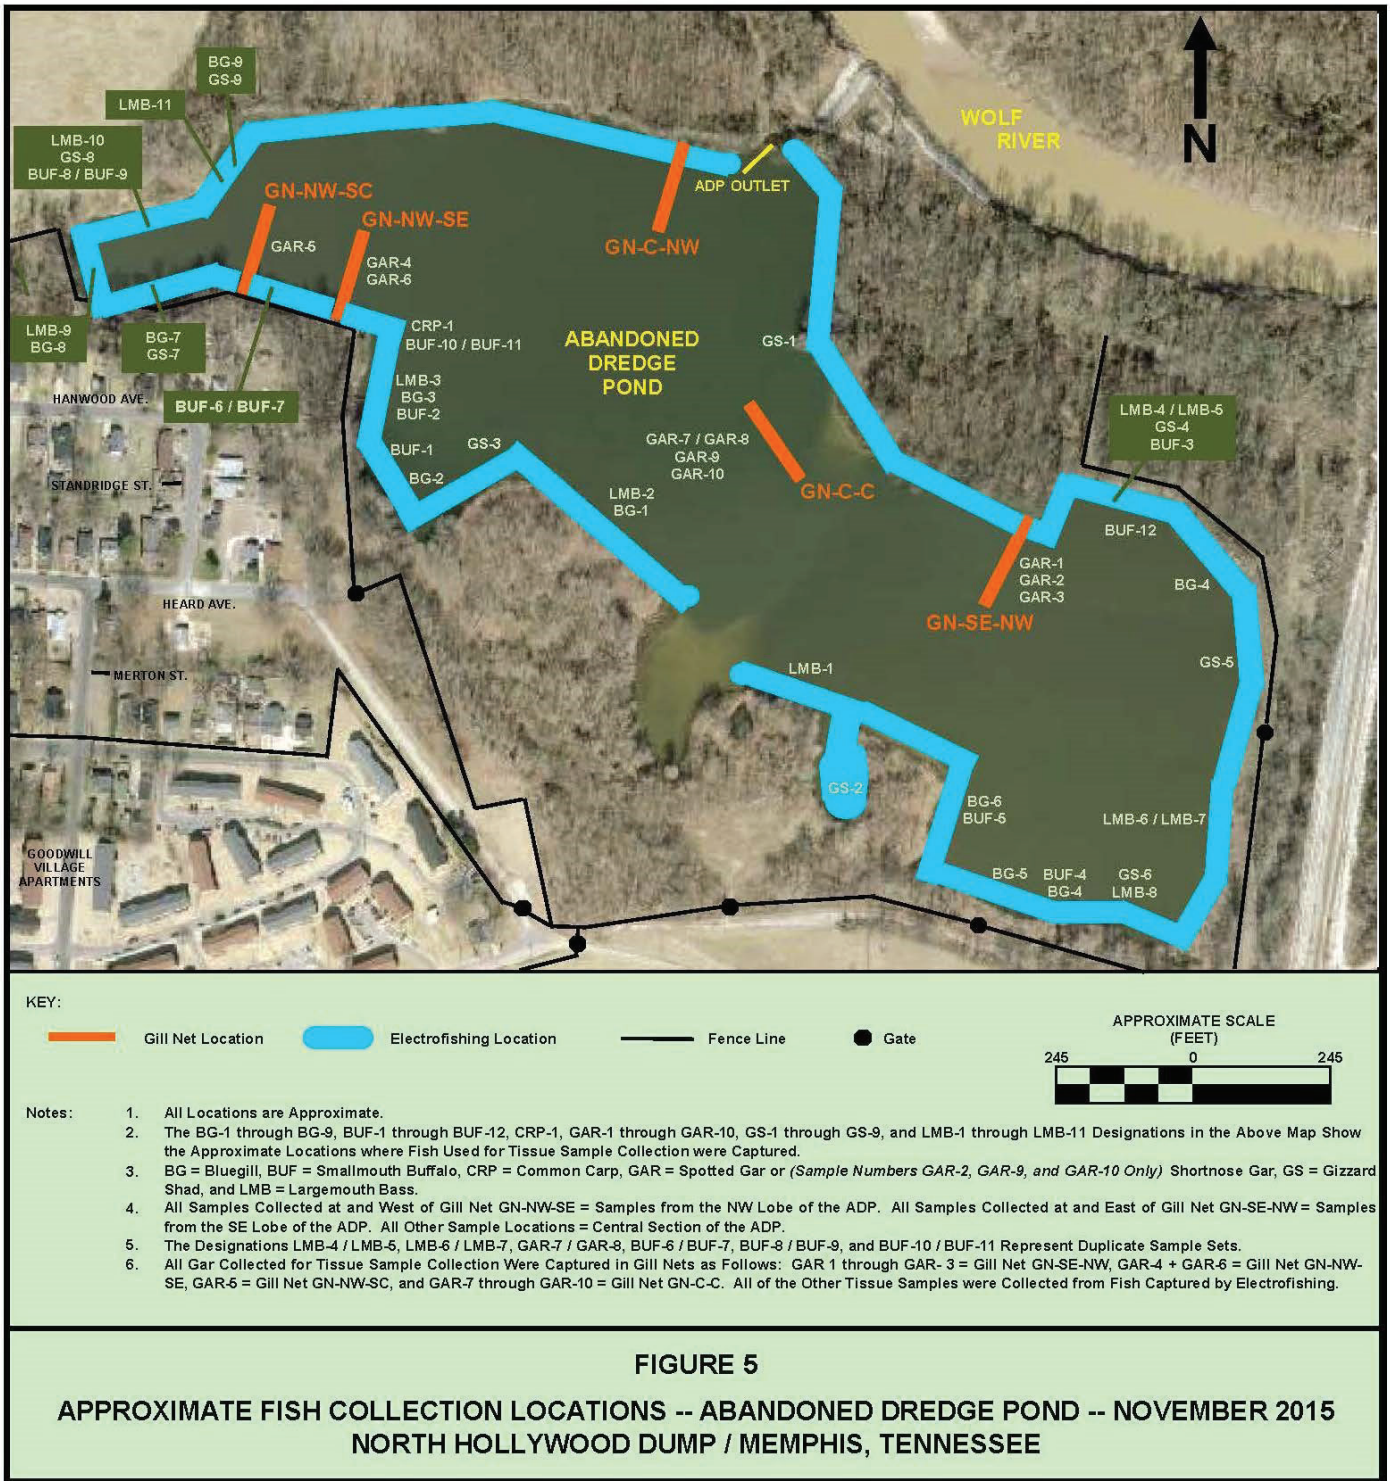 BG-9
GS-9
LMB-11
LMB-10
GS-8
BUF-8 / BUF-9
GN-NW-SC
GN-NW-SE
GAR-5
GAR-4
GAR-6
GN-C-NW
ADP OUTLET
WOLF
RIVER
N
LMB-9
BG-8
BG-7
GS-7
BUF-6 / BUF-7
CRP-1
BUF-10 / BUF-11
LMB-3
BG-3
BUF-2
BUF-1
BG-2
GS-3
ABANDONED
DREDGE
POND
GS-1
GAR-7 / GAR-8
GAR-9
GAR-10
GN-C-C
LMB-2
BG-1
LMB-4 / LMB-5
GS-4
BUF-3
BUF-12
BG-4
GAR-1
GAR-2
GAR-3
GN-SE-NW
GS-5
LMB-1
GS-2
BG-6
BUF-5
LMB-6 / LMB-7
BG-5
BUF-4
BG-4
GS-6
LMB-8
HANWOOD AVE.
STANDRIDGE ST.
HEARD AVE.
MERTON ST.
GOODWILL
VILLAGE
APARTMENTS
KEY:
Gill Net Location
Electrofishing Location
Fence Line
Gate
APPROXIMATE SCALE
(FEET)
245 0 245
Notes: 1. All Locations are Approximate.
2. The BG-1 through BG-9, BUF-1 through BUF-12, CRP-1, GAR-1 through GAR-10, GS-1 through GS-9, and LMB-1 through LMB-11 Designations in the Above Map Show
the Approximate Locations where Fish Used for Tissue Sample Collection were Captured.
3. BG = Bluegill, BUF = Smallmouth Buffalo, CRP = Common Carp, GAR = Spotted Gar or (Sample Numbers GAR-2, GAR-9, and GAR-10 Only) Shortnose Gar, GS = Gizzard
Shad, and LMB = Largemouth Bass.
4. All Samples Collected at and West of Gill Net GN-NW-SE = Samples from the NW Lobe of the ADP. All Samples Collected at and East of Gill Net GN-SE-NW = Samples
from the SE Lobe of the ADP. All Other Sample Locations = Central Section of the ADP.
5. The Designations LMB-4 / LMB-5, LMB-6 / LMB-7, GAR-7 / GAR-8, BUF-6 / BUF-7, BUF-8 / BUF-9, and BUF-10 / BUF-11 Represent Duplicate Sample Sets.
6. All Gar Collected for Tissue Sample Collection Were Captured in Gill Nets as Follows: GAR 1 through GAR- 3 = Gill Net GN-SE-NW, GAR-4 + GAR-6 = Gill Net GN-NW-
SE, GAR-5 = Gill Net GN-NW-SC, and GAR-7 through GAR-10 = Gill Net GN-C-C. All of the Other Tissue Samples were Collected from Fish Captured by Electrofishing.
FIGURE 5
APPROXIMATE FISH COLLECTION LOCATIONS -- ABANDONED DREDGE POND -- NOVEMBER 2015
NORTH HOLLYWOOD DUMP / MEMPHIS, TENNESSEE